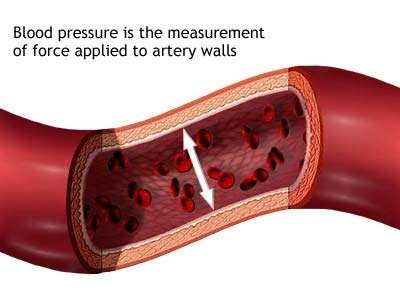 Blood pressure is the measurement
of force applied to artery walls